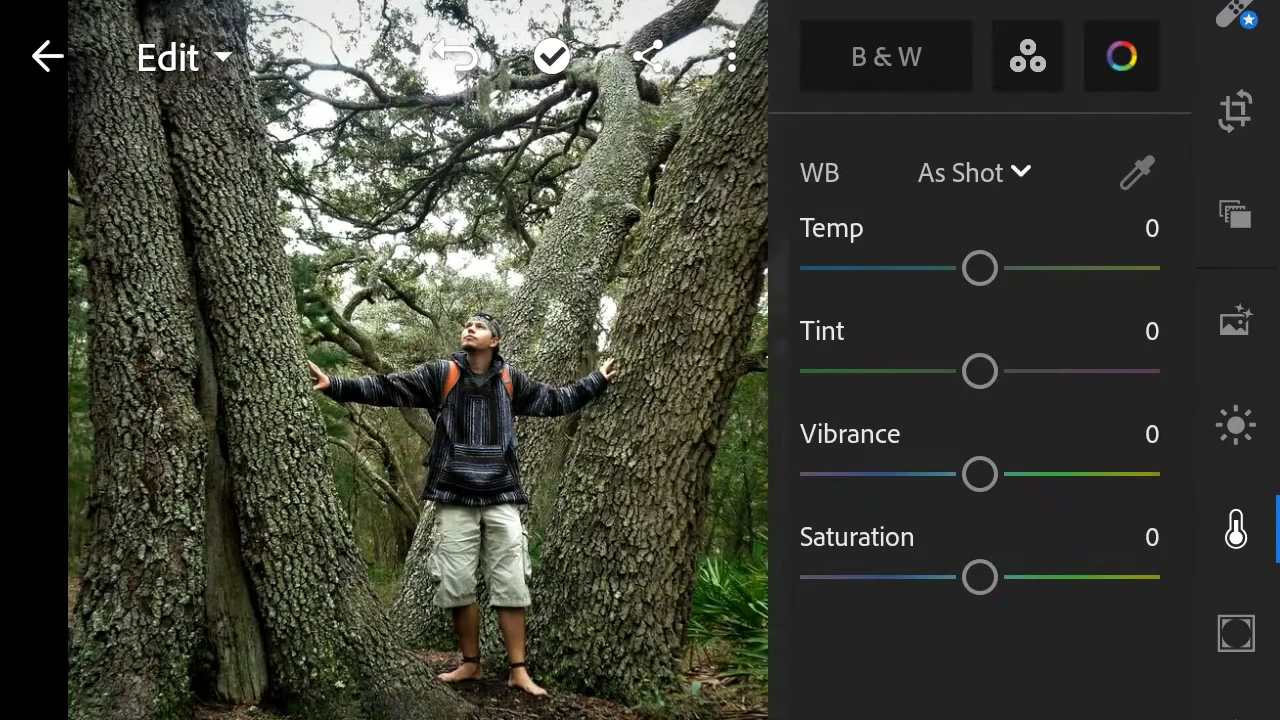 Edit
B & W
WB As Shot
Temp 0
Tint 0
Vibrance 0
Saturation 0